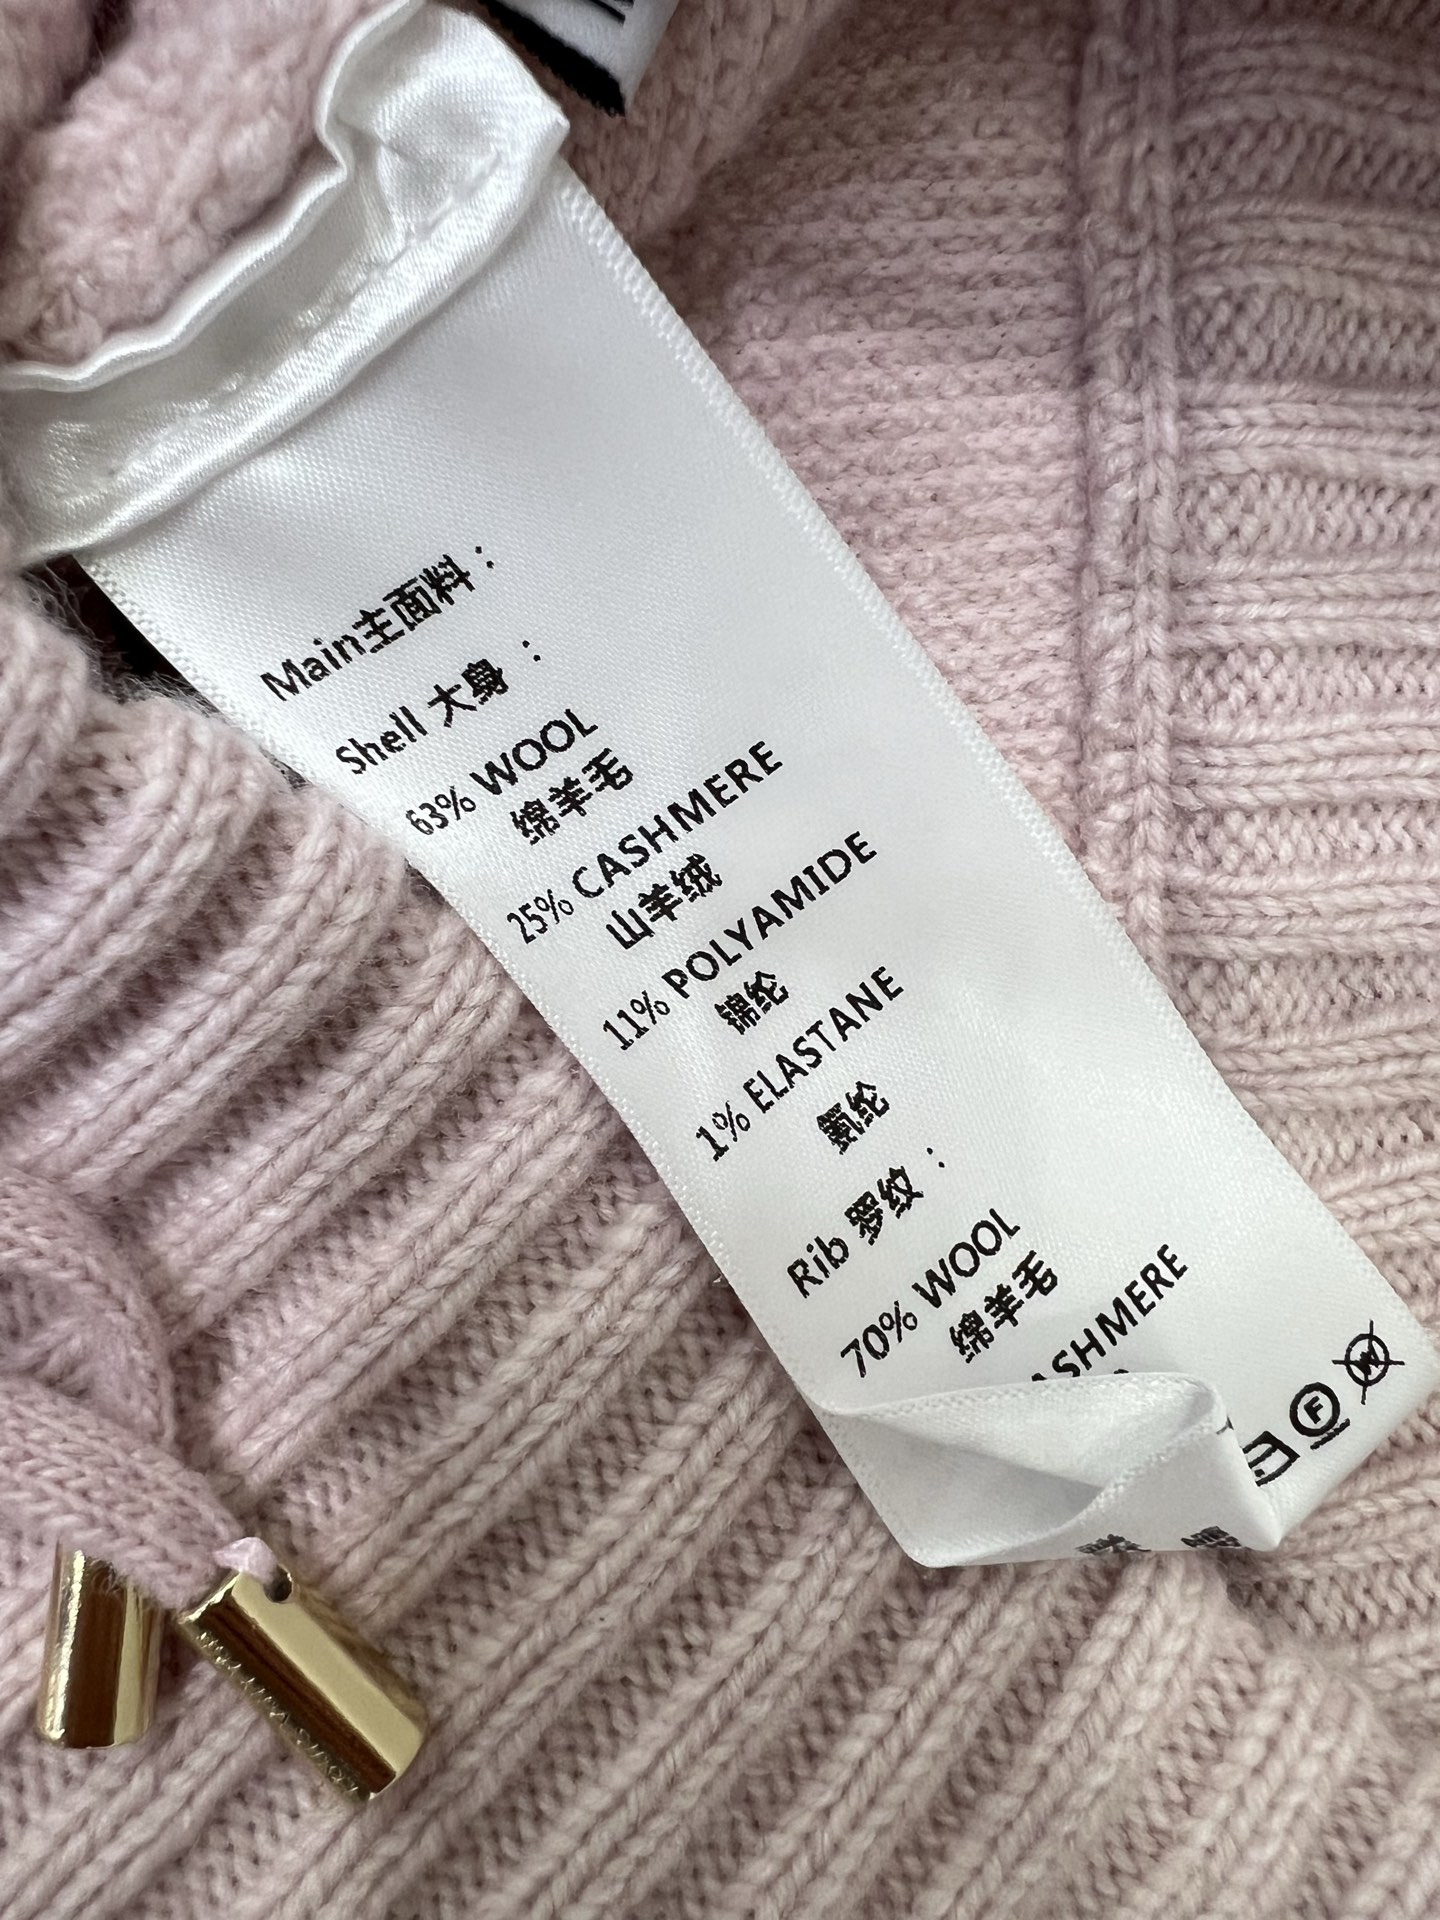 Main主面料：
Shell 大身：
63% WOOL
绵羊毛
25% CASHMERE
山羊绒
11% POLYAMIDE
锦纶
1% ELASTANE
氨纶
Rib 罗纹：
70% WOOL
绵羊毛
ASHMERE
F
W